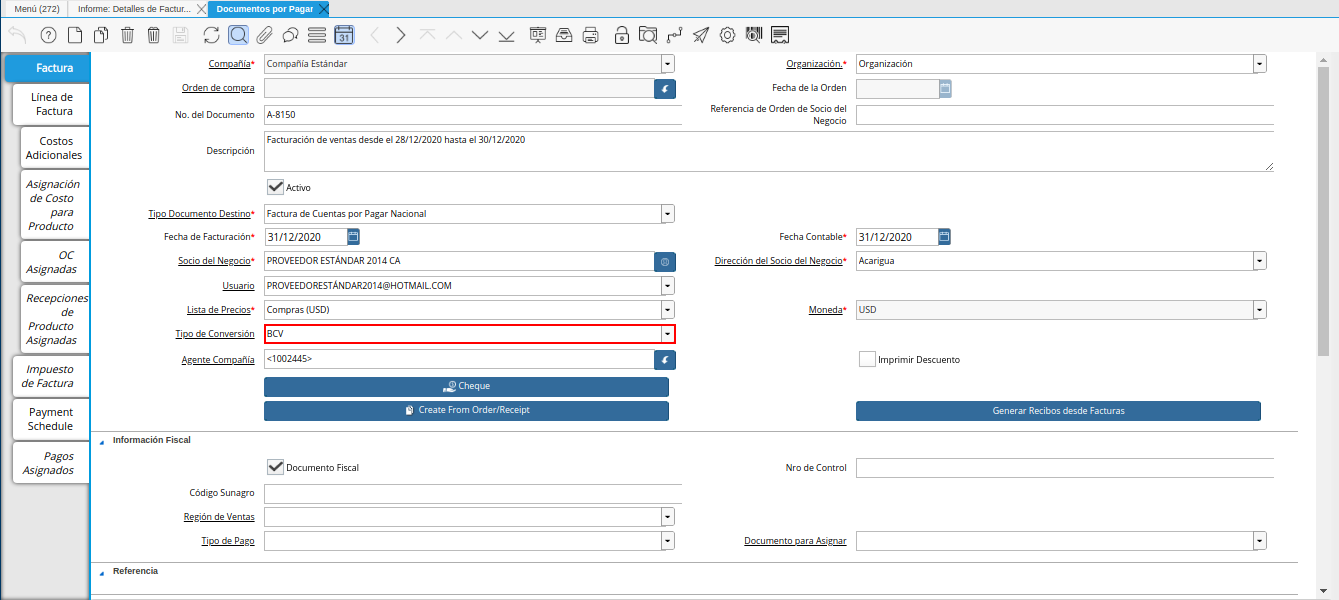 Menú (272)
Informe: Detalles de Factur...
Documentos por Pagar
31
Factura
Línea de
Factura
Costos
Adicionales
Asignación
de Costo
para
Producto
OC
Asignadas
Recepciones
de
Producto
Asignadas
Impuesto
de Factura
Payment
Schedule
Pagos
Asignados
Compañía* Compañía Estándar Organización.* Organización
Orden de compra Fecha de la Orden
No. del Documento A-8150 Referencia de Orden de Socio del
Negocio
Descripción Facturación de ventas desde el 28/12/2020 hasta el 30/12/2020
Activo
Tipo Documento Destino* Factura de Cuentas por Pagar Nacional
Fecha de Facturación* 31/12/2020 Fecha Contable* 31/12/2020
Socio del Negocio* PROVEEDOR ESTÁNDAR 2014 CA Dirección del Socio del Negocio* Acarigua
Usuario PROVEEDORESTÁNDAR2014@HOTMAIL.COM
Lista de Precios* Compras (USD) Moneda* USD
Tipo de Conversión BCV
Agente Compañía <1002445> Imprimir Descuento
Cheque
Create From Order/Receipt Generar Recibos desde Facturas
Información Fiscal
Documento Fiscal Nro de Control
Código Sunagro
Región de Ventas
Tipo de Pago Documento para Asignar
Referencia